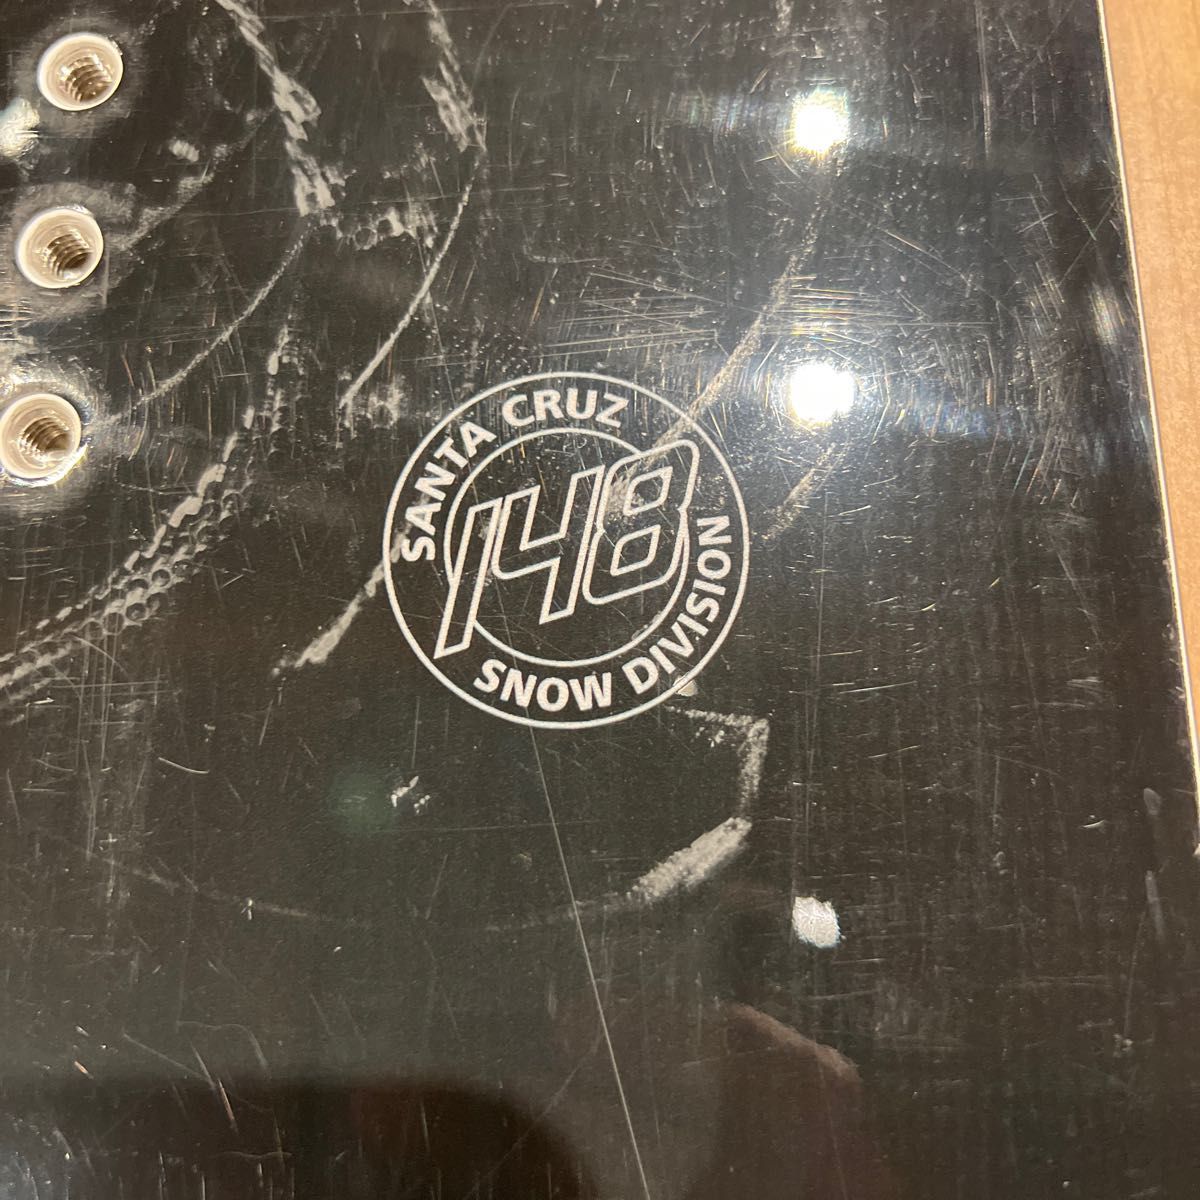 SANTA CRUZ
148
SNOW DIVISION